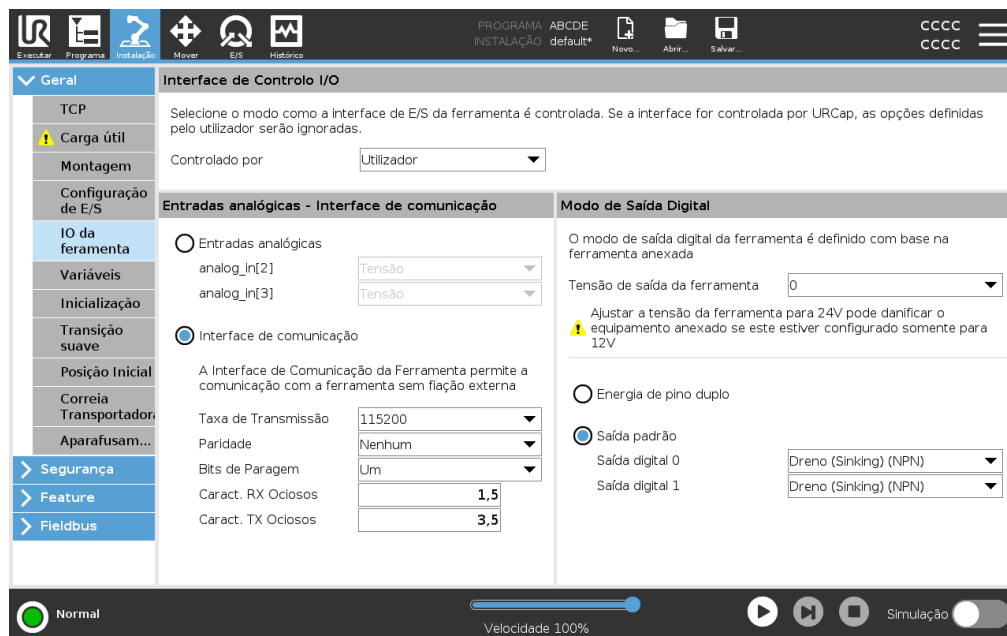 UR
Executar
Programa
Instalação
Mover
E/S
Histórico
PROGRAMA ABCDE
INSTALAÇÃO default*
Novo...
Abrir...
Salvar...
CCCC
CCCC
Geral
TCP
Carga útil
Montagem
Configuração
de E/S
IO da
feramenta
Variáveis
Inicialização
Transição
suave
Posição Inicial
Correia
Transportadora
Aparafusam...
Segurança
Feature
Fieldbus
Interface de Controlo I/O
Selecione o modo como a interface de E/S da ferramenta é controlada. Se a interface for controlada por URCap, as opções definidas
pelo utilizador serão ignoradas.
Controlado por
Utilizador
Entradas analógicas - Interface de comunicação
Entradas analógicas
analog_in[2] Tensão
analog_in[3] Tensão
Interface de comunicação
A Interface de Comunicação da Ferramenta permite a
comunicação com a ferramenta sem fiação externa
Taxa de Transmissão 115200
Paridade Nenhum
Bits de Paragem Um
Caract. RX Ociosos 1,5
Caract. TX Ociosos 3,5
Modo de Saída Digital
O modo de saída digital da ferramenta é definido com base na
ferramenta anexada
Tensão de saída da ferramenta 0
Ajustar a tensão da ferramenta para 24V pode danificar o
equipamento anexado se este estiver configurado somente para
12V
Energia de pino duplo
Saída padrão
Saída digital 0 Dreno (Sinking) (NPN)
Saída digital 1 Dreno (Sinking) (NPN)
Normal
Velocidade 100%
Simulação